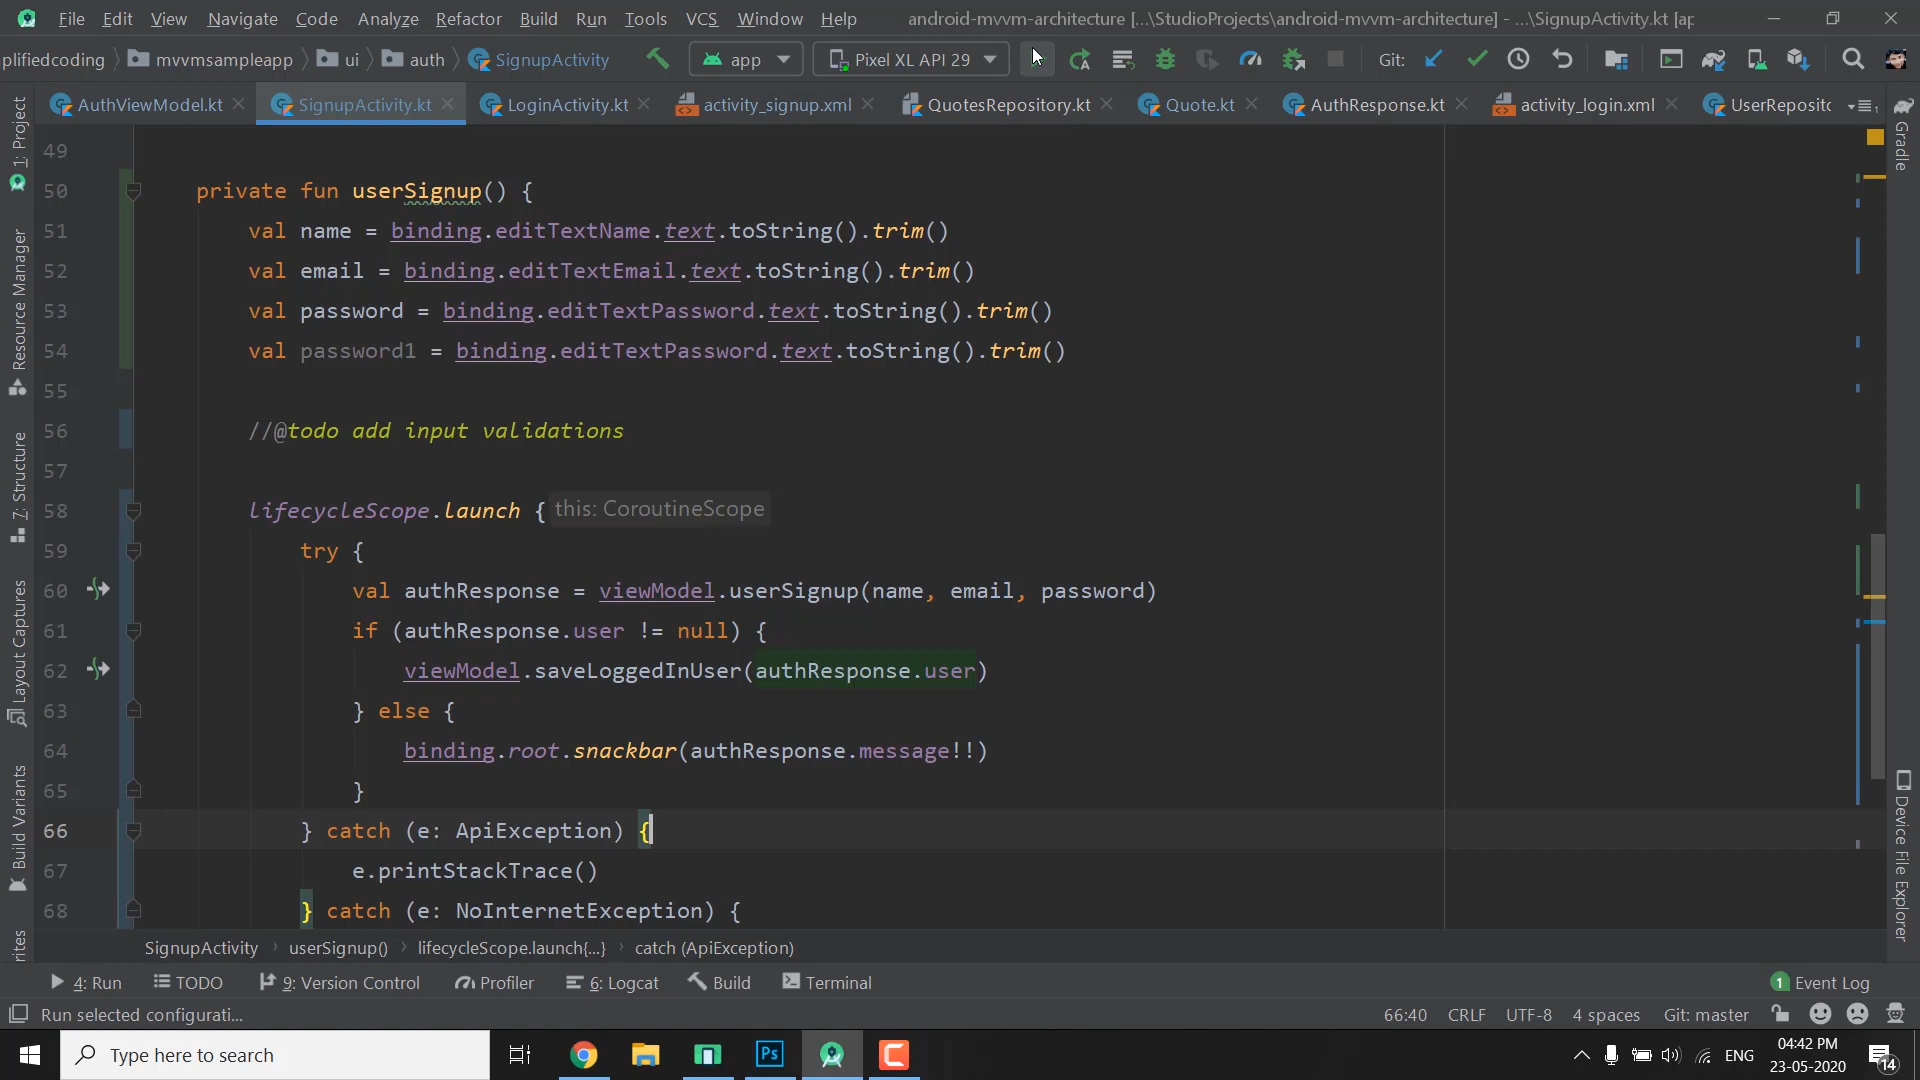 File Edit View Navigate Code Analyze Refactor Build Run Tools VCS Window Help android-mvvm-architecture [...\StudioProjects\android-mvvm-architecture] - ...\SignupActivity.kt [ap
plifiedcoding mvvmsampleapp ui auth SignupActivity app Pixel XL API 29 Git:
AuthViewModel.kt SignupActivity.kt LoginActivity.kt activity_signup.xml QuotesRepository.kt Quote.kt AuthResponse.kt activity_login.xml UserReposito
1: Project
Resource Manager
Z: Structure
Layout Captures
Build Variants
rites
Gradle
Device File Explorer
49
50 private fun userSignup() {
51 val name = binding.editTextName.text.toString().trim()
52 val email = binding.editTextEmail.text.toString().trim()
53 val password = binding.editTextPassword.text.toString().trim()
54 val password1 = binding.editTextPassword.text.toString().trim()
55
56 //@todo add input validations
57
58 lifecycleScope.launch { this: CoroutineScope
59 try {
60 val authResponse = viewModel.userSignup(name, email, password)
61 if (authResponse.user != null) {
62 viewModel.saveLoggedInUser(authResponse.user)
63 } else {
64 binding.root.snackbar(authResponse.message!!)
65 }
66 } catch (e: ApiException) {
67 e.printStackTrace()
68 } catch (e: NoInternetException) {
SignupActivity userSignup() lifecycleScope.launch{...} catch (ApiException)
4: Run TODO 9: Version Control Profiler 6: Logcat Build Terminal 1 Event Log
Run selected configurati... 66:40 CRLF UTF-8 4 spaces Git: master
Type here to search Ps ENG 04:42 PM
23-05-2020 14